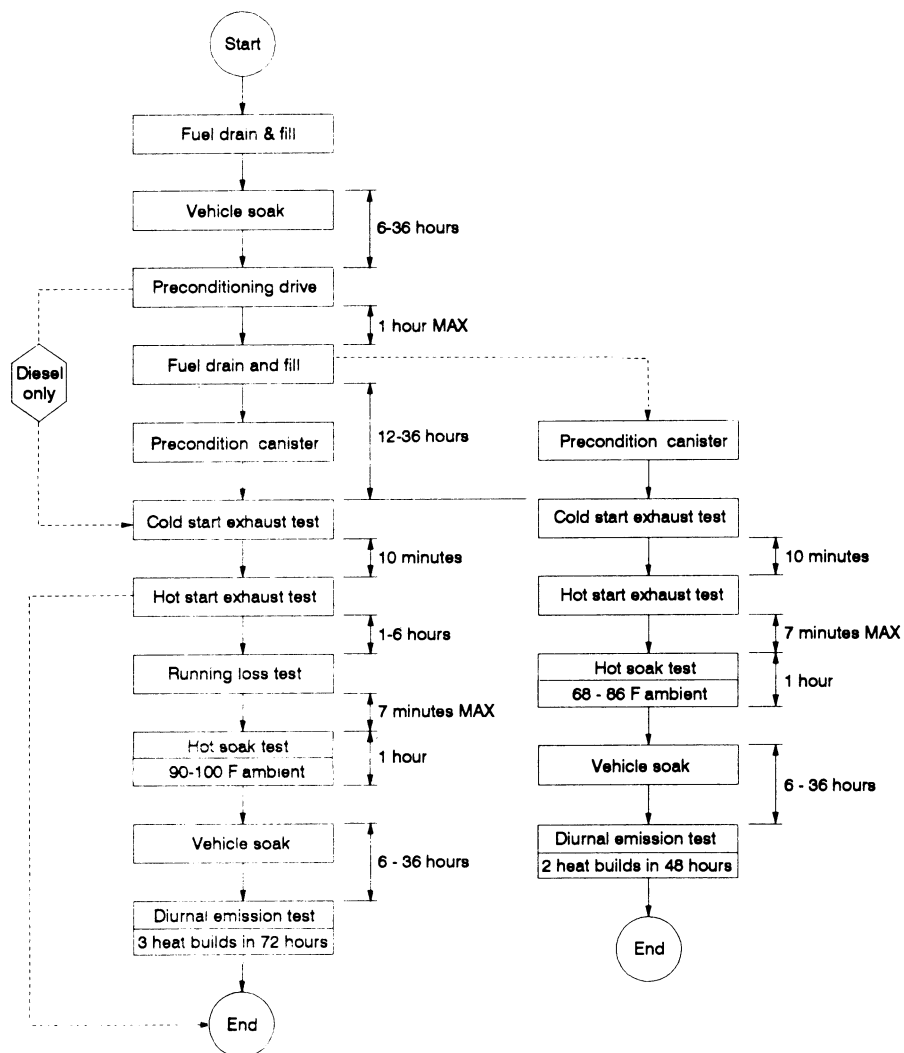 Start
Fuel drain & fill
Vehicle soak
6-36 hours
Preconditioning drive
1 hour MAX
Diesel
only
Fuel drain and fill
12-36 hours
Precondition canister
Precondition canister
Cold start exhaust test
Cold start exhaust test
10 minutes
10 minutes
Hot start exhaust test
Hot start exhaust test
1-6 hours
7 minutes MAX
Running loss test
Hot soak test
68 - 86 F ambient
1 hour
7 minutes MAX
Hot soak test
90-100 F ambient
1 hour
Vehicle soak
6 - 36 hours
Vehicle soak
6 - 36 hours
Diurnal emission test
2 heat builds in 48 hours
Diurnal emission test
3 heat builds in 72 hours
End
End